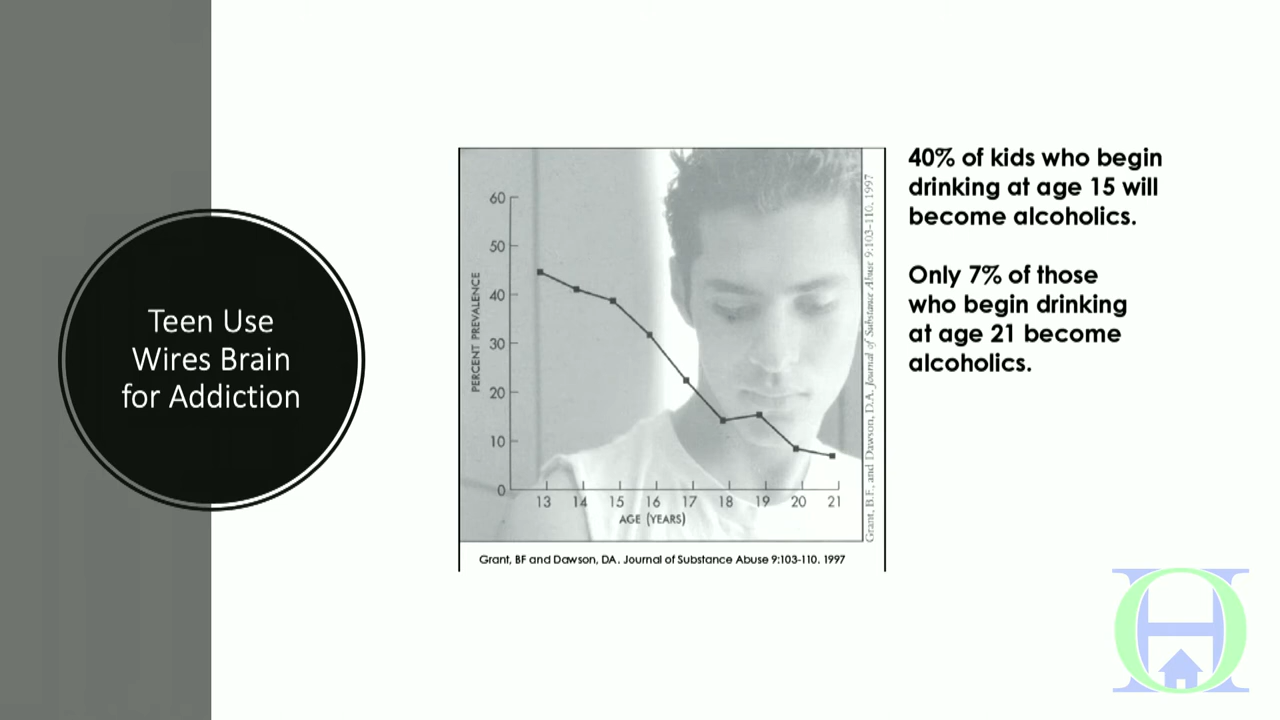 Teen Use
Wires Brain
for Addiction
60
50
40
30
20
10
0
PERCENT PREVALENCE
13 14 15 16 17 18 19 20 21
AGE (YEARS)
Grant, B.F., and Dawson, D.A. Journal of Substance Abuse 9:103-110, 1997
Grant, BF and Dawson, DA. Journal of Substance Abuse 9:103-110. 1997
40% of kids who begin
drinking at age 15 will
become alcoholics.
Only 7% of those
who begin drinking
at age 21 become
alcoholics.
OH